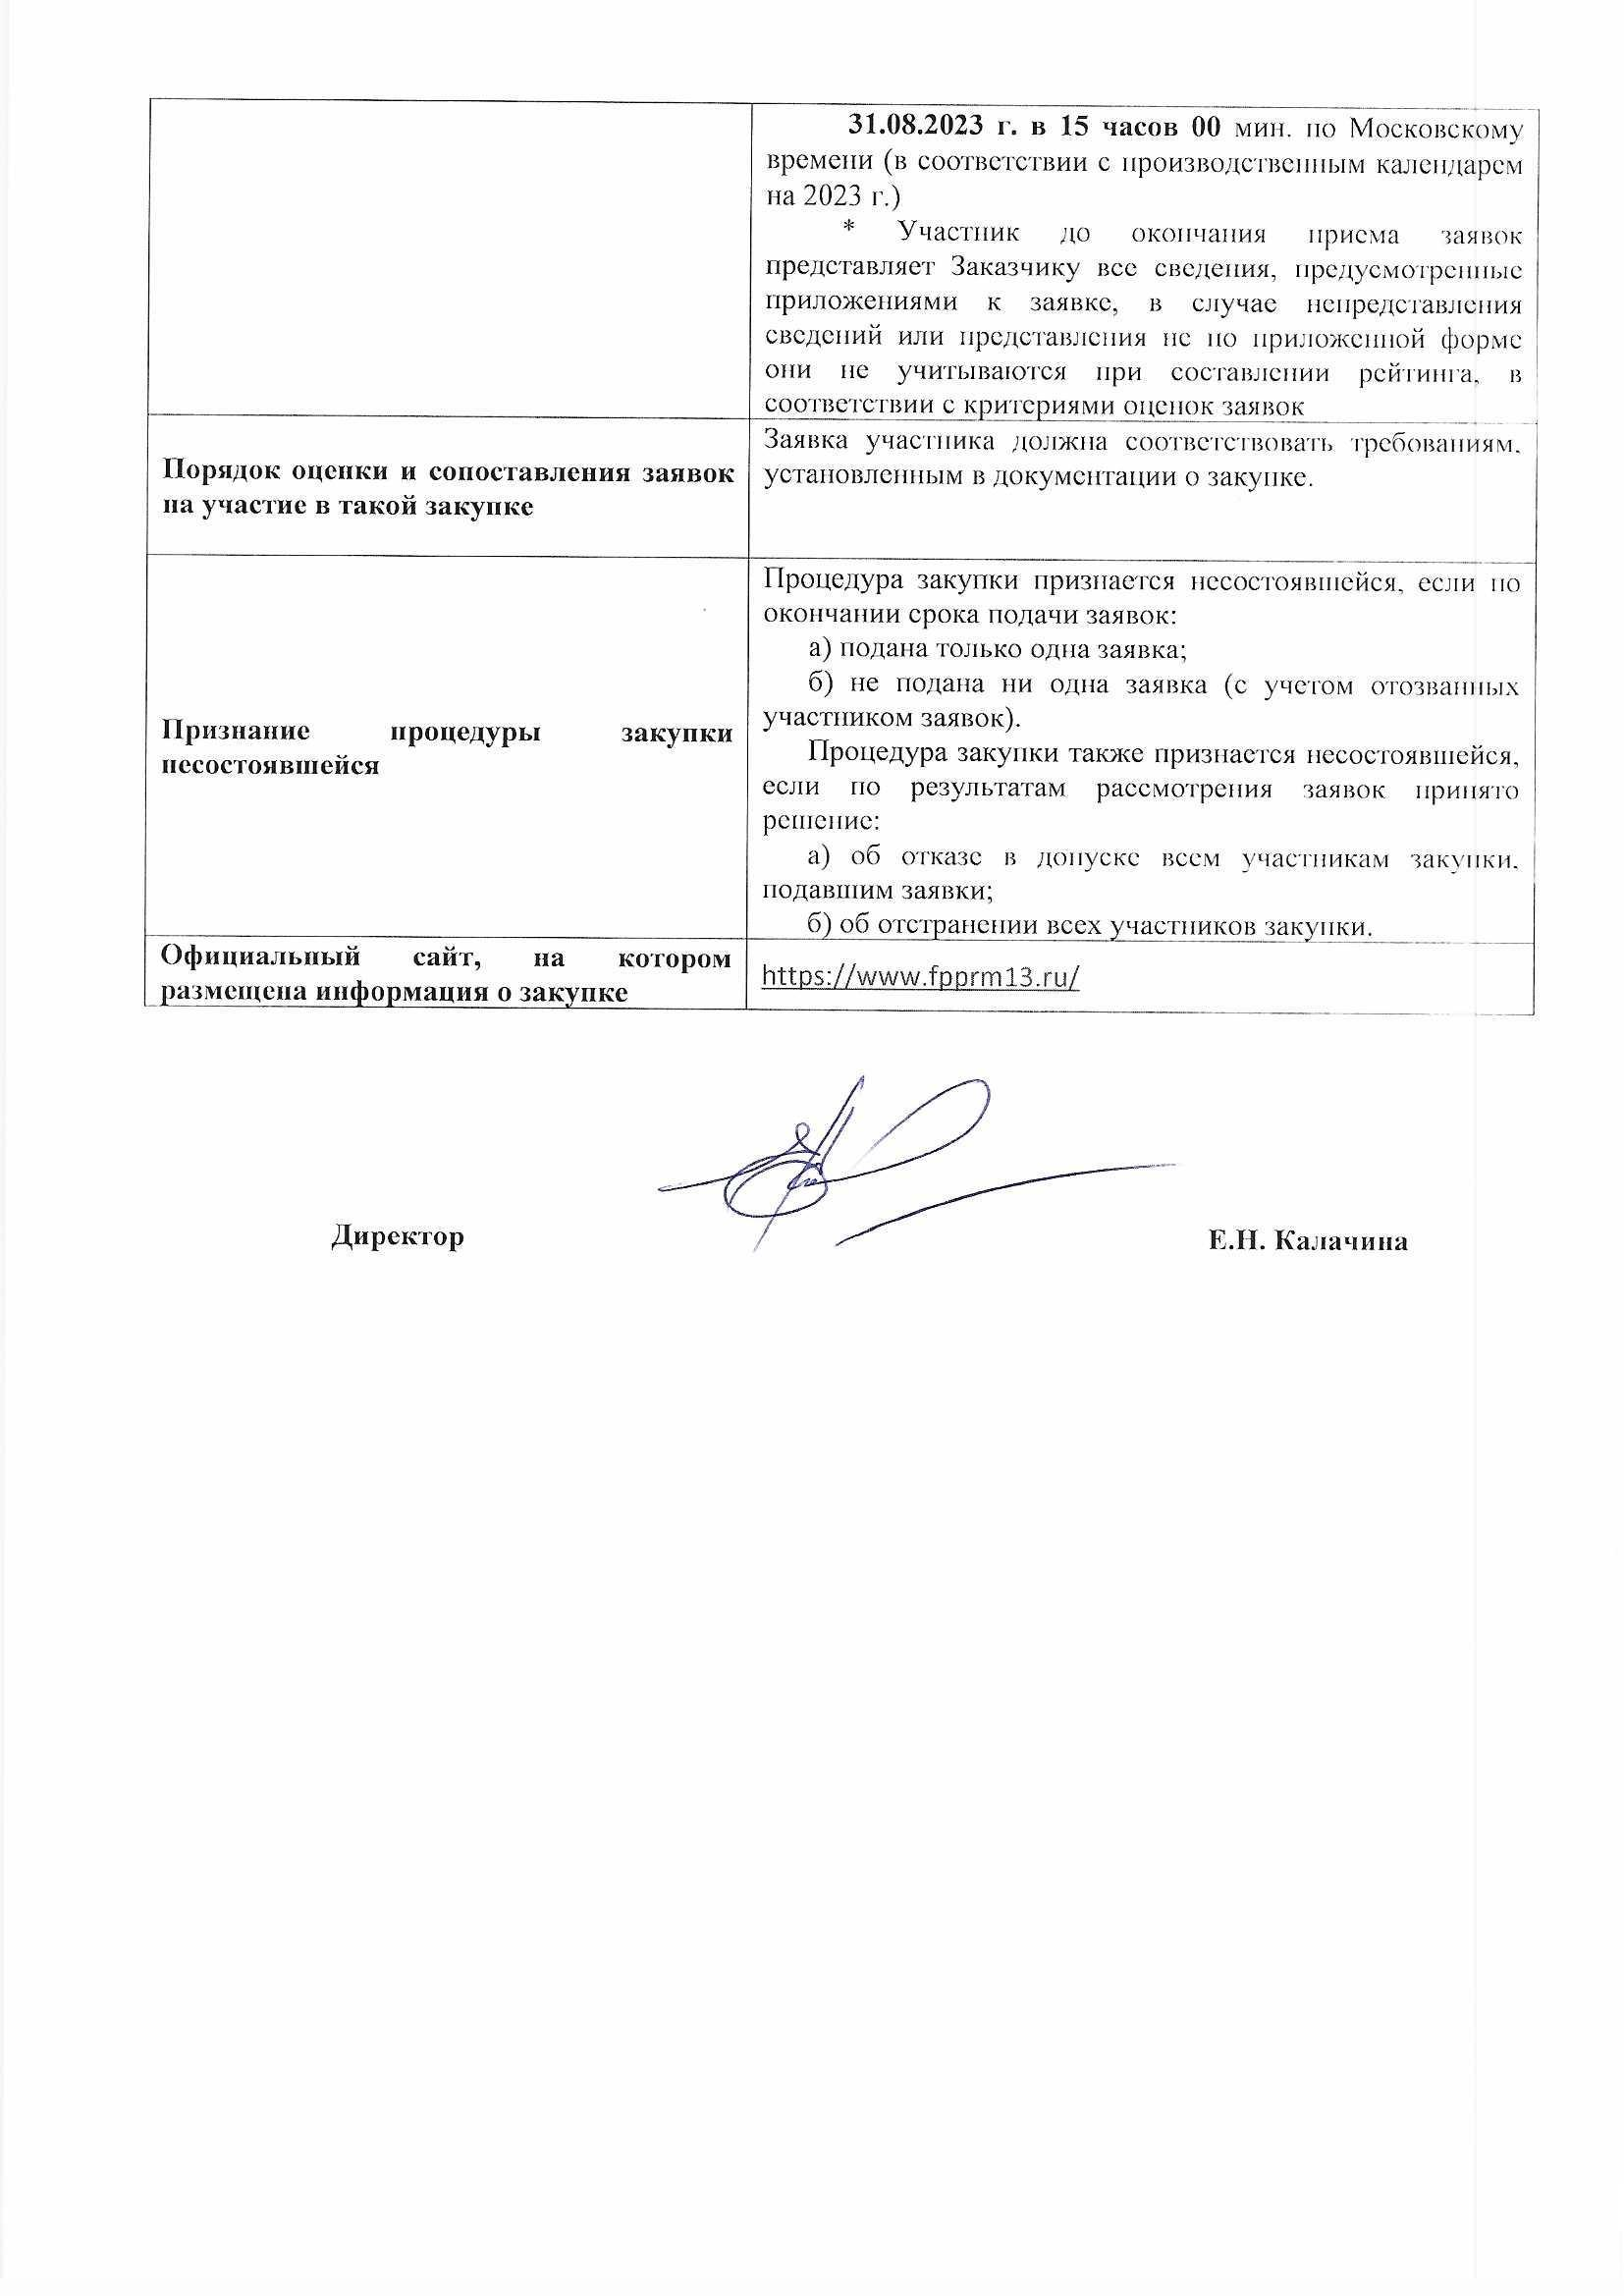 31.08.2023 г. в 15 часов 00 мин. по Московскому
времени (в соответствии с производственным календарем
на 2023 г.)
* Участник до окончания приема заявок
представляет Заказчику все сведения, предусмотренные
приложениями к заявке, в случае непредставления
сведений или представления не по приложенной форме
они не учитываются при составлении рейтинга, в
соответствии с критериями оценок заявок
Порядок оценки и сопоставления заявок
на участие в такой закупке
Заявка участника должна соответствовать требованиям,
установленным в документации о закупке.
Признание процедуры закупки
несостоявшейся
Процедура закупки признается несостоявшейся, если по
окончании срока подачи заявок:
а) подана только одна заявка;
б) не подана ни одна заявка (с учетом отозванных
участником заявок).
Процедура закупки также признается несостоявшейся,
если по результатам рассмотрения заявок принято
решение:
а) об отказе в допуске всем участникам закупки,
подавшим заявки;
б) об отстранении всех участников закупки.
Официальный сайт, на котором
размещена информация о закупке
https://www.fpprm13.ru/
Директор
Е.Н. Калачина